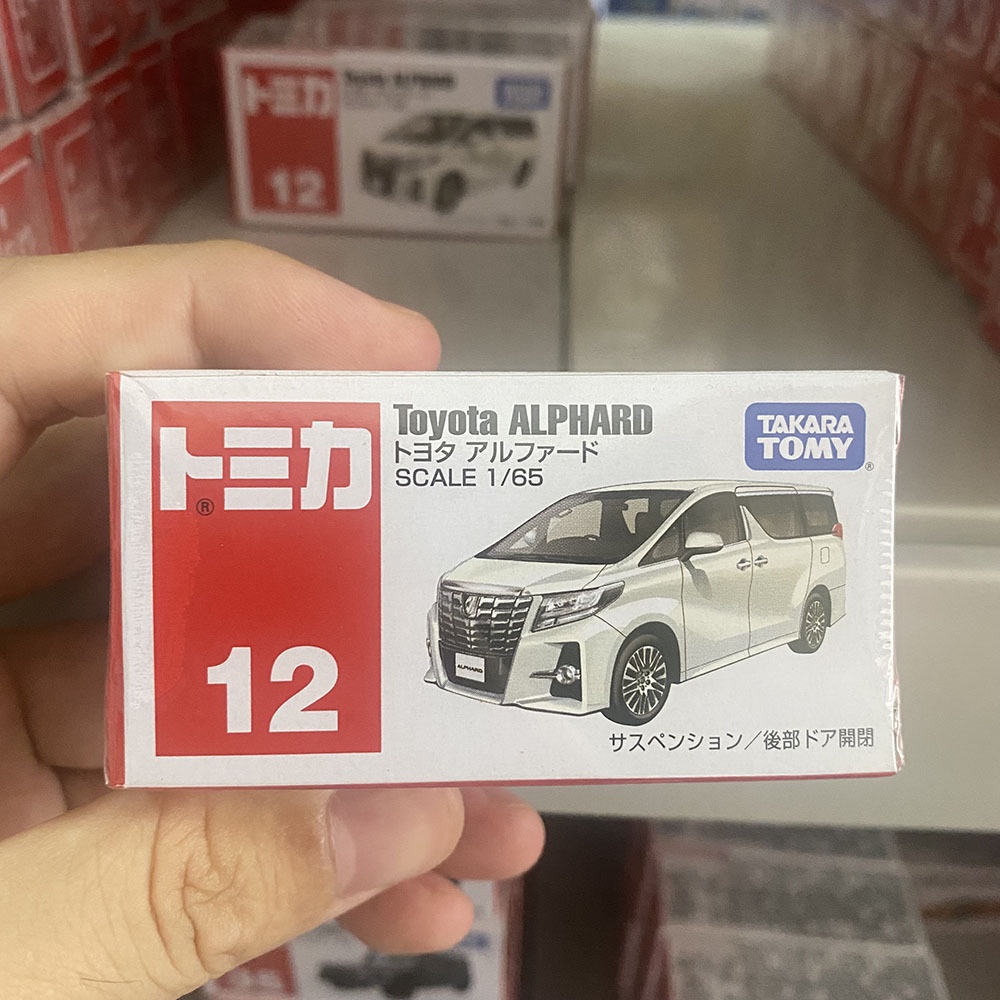 トミカ
®
12
Toyota ALPHARD
トヨタ アルファード
SCALE 1/65
TAKARA
TOMY
®
ALPHARD
サスペンション／後部ドア開閉
トミカ
Toyota ALPHARD
12